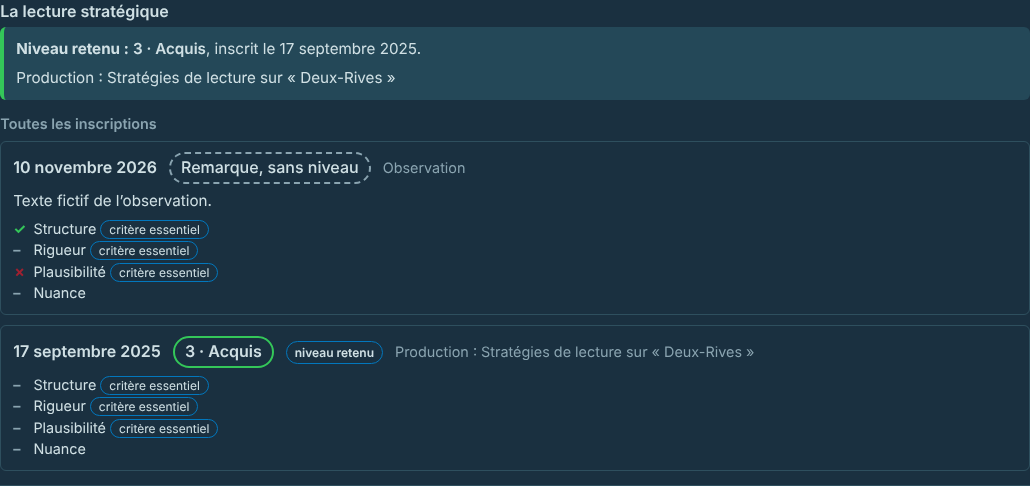 La lecture stratégique
Niveau retenu : 3 · Acquis, inscrit le 17 septembre 2025.
Production : Stratégies de lecture sur « Deux-Rives »
Toutes les inscriptions
10 novembre 2026 Remarque, sans niveau Observation
Texte fictif de l’observation.
✓ Structure critère essentiel
– Rigueur critère essentiel
× Plausibilité critère essentiel
– Nuance
17 septembre 2025 3 · Acquis niveau retenu Production : Stratégies de lecture sur « Deux-Rives »
– Structure critère essentiel
– Rigueur critère essentiel
– Plausibilité critère essentiel
– Nuance